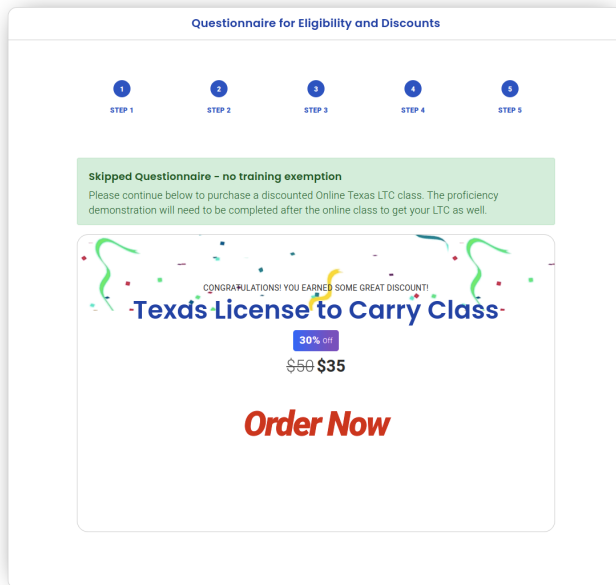 Questionnaire for Eligibility and Discounts
1 2 3 4 5
STEP 1 STEP 2 STEP 3 STEP 4 STEP 5
Skipped Questionnaire - no training exemption
Please continue below to purchase a discounted Online Texas LTC class. The proficiency
demonstration will need to be completed after the online class to get your LTC as well.
CONGRATULATIONS! YOU EARNED SOME GREAT DISCOUNT!
Texas License to Carry Class
30% Off
$50 $35
Order Now